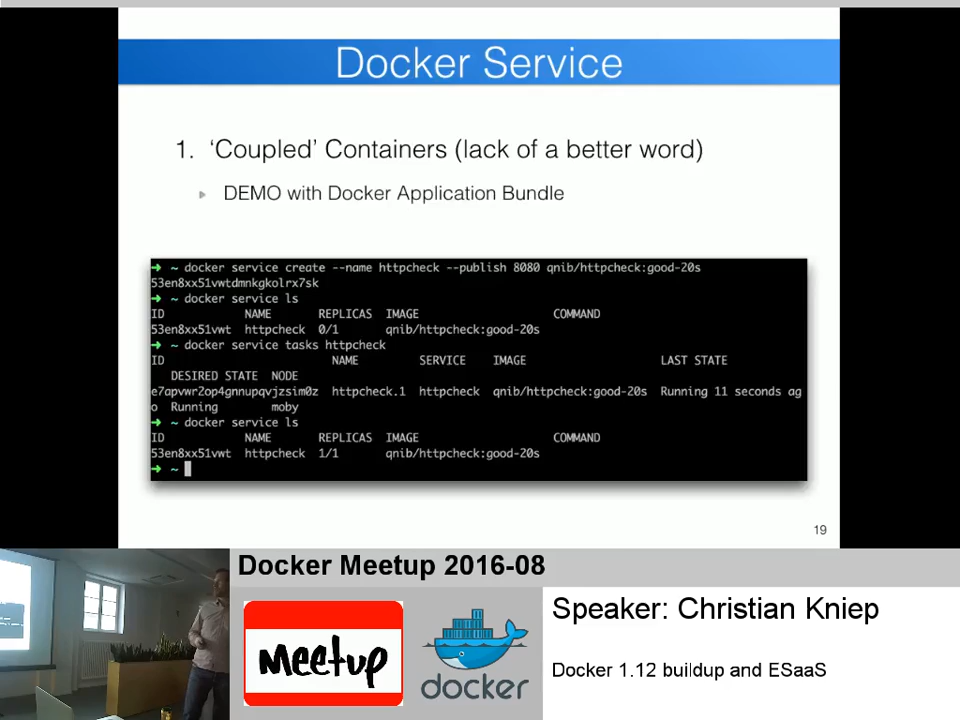 Docker Service
1. ‘Coupled’ Containers (lack of a better word)
DEMO with Docker Application Bundle
➜ ~ docker service create --name httpcheck --publish 8080 qnib/httpcheck:good-20s
53en8xx51vwtdmnkgkolrx7sk
➜ ~ docker service ls
ID NAME REPLICAS IMAGE COMMAND
53en8xx51vwt httpcheck 0/1 qnib/httpcheck:good-20s
➜ ~ docker service tasks httpcheck
ID NAME SERVICE IMAGE LAST STATE
DESIRED STATE NODE
e7apvwr2op4gnnupqvjzsim0z httpcheck.1 httpcheck qnib/httpcheck:good-20s Running 11 seconds ag
o Running moby
➜ ~ docker service ls
ID NAME REPLICAS IMAGE COMMAND
53en8xx51vwt httpcheck 1/1 qnib/httpcheck:good-20s
➜ ~
19
Docker Meetup 2016-08
Meetup
docker
Speaker: Christian Kniep
Docker 1.12 buildup and ESaaS